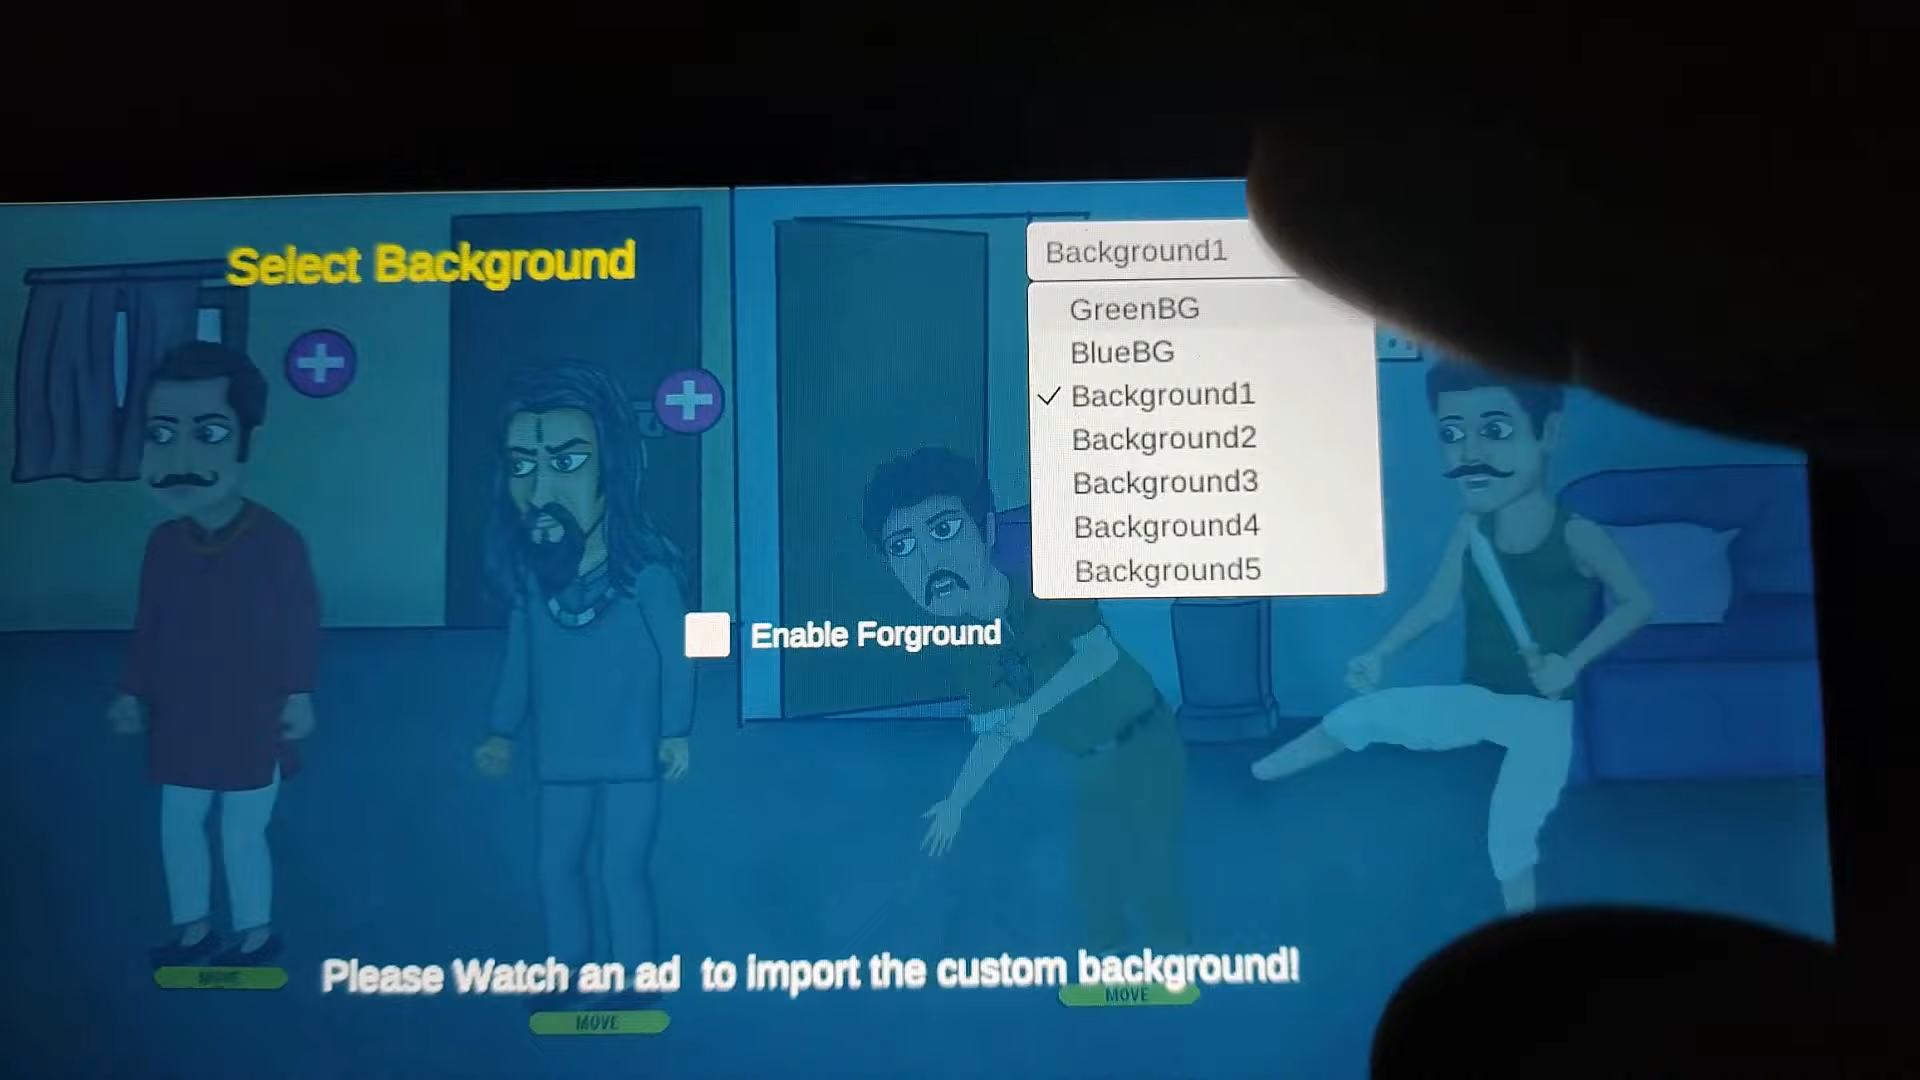 Select Background
Background1
GreenBG
BlueBG
Background1
Background2
Background3
Background4
Background5
Enable Forground
Please Watch an ad to import the custom background!
MOVE
MOVE
MOVE